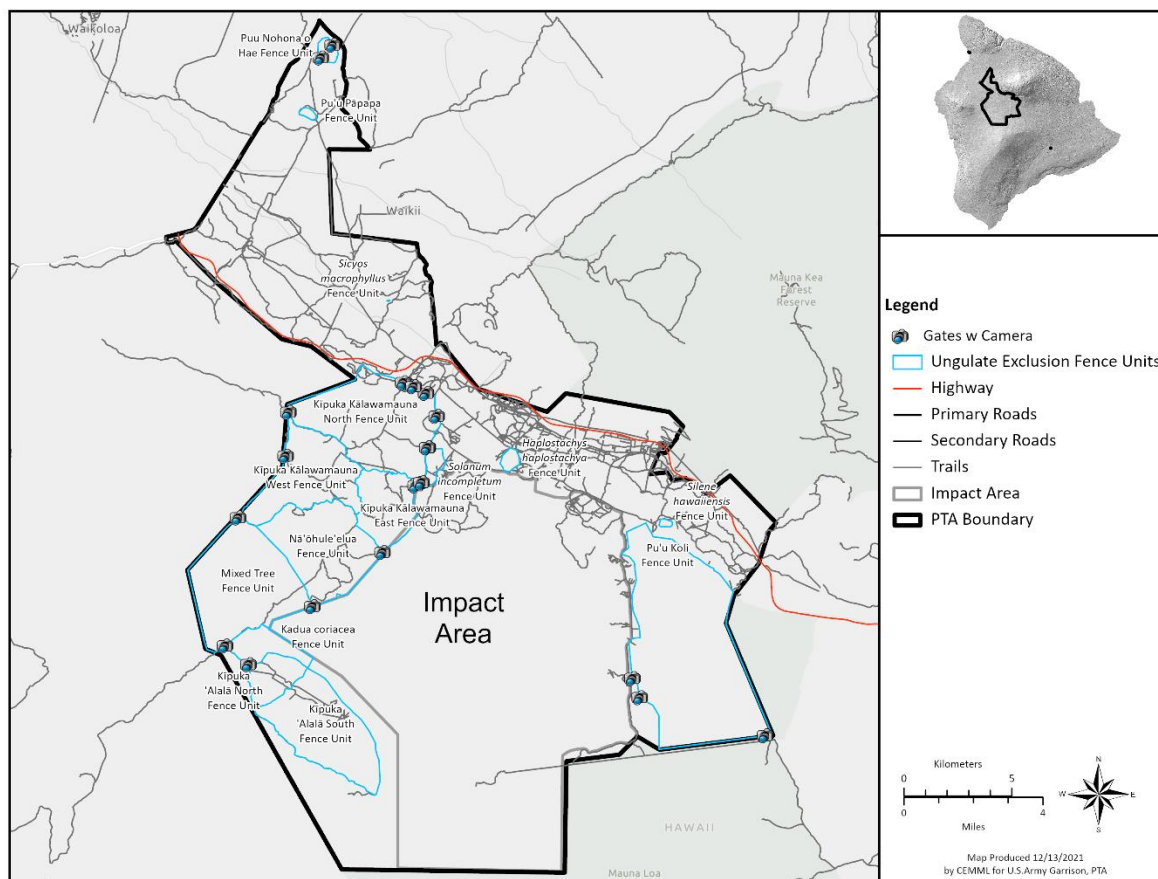 Waikoloa
Puu Nohona o
Hae Fence Unit
Pu'u Pāpapa
Fence Unit
Waikii
Sicyos
macrophyllus
Fence Unit
Mauna Kea
Forest
Reserve
Kīpuka Kālawamauna
North Fence Unit
Haplostachys
haplostachya
Fence Unit
Kīpuka Kālawamauna
West Fence Unit
Solanum
incompletum
Fence Unit
Silene
hawaiiensis
Fence Unit
Kīpuka Kālawamauna
East Fence Unit
Nā'ōhule'elua
Fence Unit
Pu'u Koli
Fence Unit
Mixed Tree
Fence Unit
Impact
Area
Kadua coriacea
Fence Unit
Kīpuka
'Alalā North
Fence Unit
Kīpuka
'Alalā South
Fence Unit
HAWAII
Mauna Loa
Legend
Gates w Camera
Ungulate Exclusion Fence Units
Highway
Primary Roads
Secondary Roads
Trails
Impact Area
PTA Boundary
Kilometers
0 5
0 4
Miles
N
W E
S
Map Produced 12/13/2021
by CEMML for U.S.Army Garrison, PTA